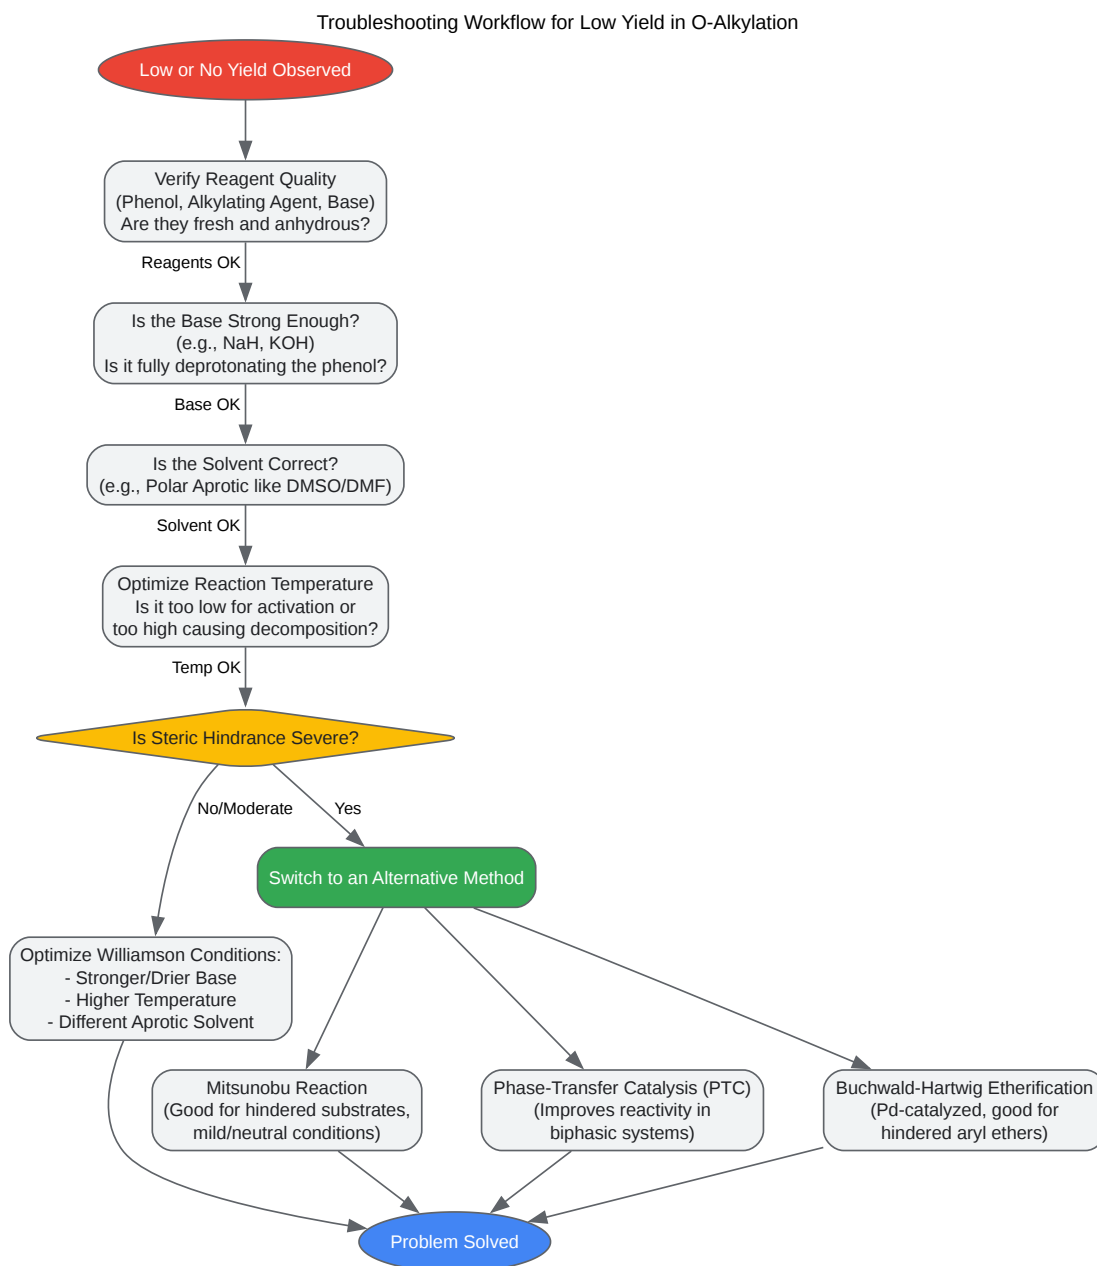 Troubleshooting Workflow for Low Yield in O-Alkylation
Low or No Yield Observed
Verify Reagent Quality
(Phenol, Alkylating Agent, Base)
Are they fresh and anhydrous?
Reagents OK
Is the Base Strong Enough?
(e.g., NaH, KOH)
Is it fully deprotonating the phenol?
Base OK
Is the Solvent Correct?
(e.g., Polar Aprotic like DMSO/DMF)
Solvent OK
Optimize Reaction Temperature
Is it too low for activation or
too high causing decomposition?
Temp OK
Is Steric Hindrance Severe?
No/Moderate
Yes
Switch to an Alternative Method
Optimize Williamson Conditions:
- Stronger/Drier Base
- Higher Temperature
- Different Aprotic Solvent
Mitsunobu Reaction
(Good for hindered substrates,
mild/neutral conditions)
Phase-Transfer Catalysis (PTC)
(Improves reactivity in
biphasic systems)
Buchwald-Hartwig Etherification
(Pd-catalyzed, good for
hindered aryl ethers)
Problem Solved